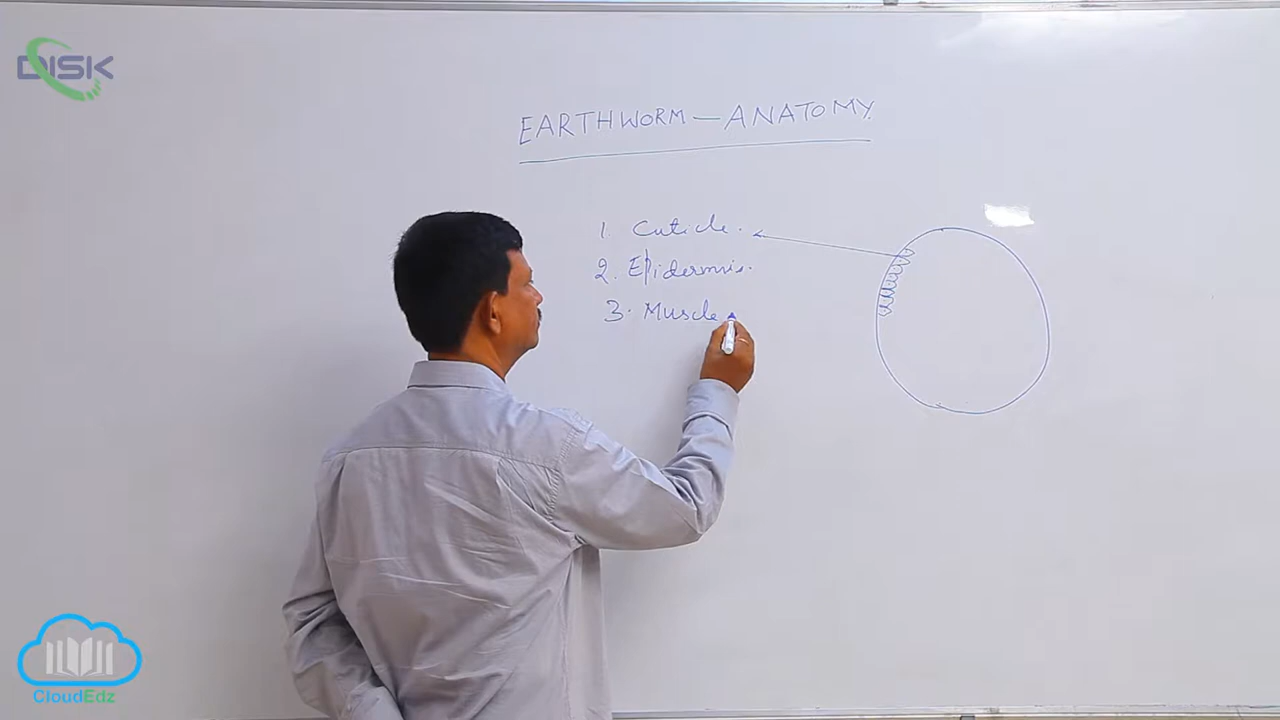 DISK
EARTHWORM — ANATOMY.
1. Cuticle.
2. Epidermis.
3. Muscle
CloudEdz